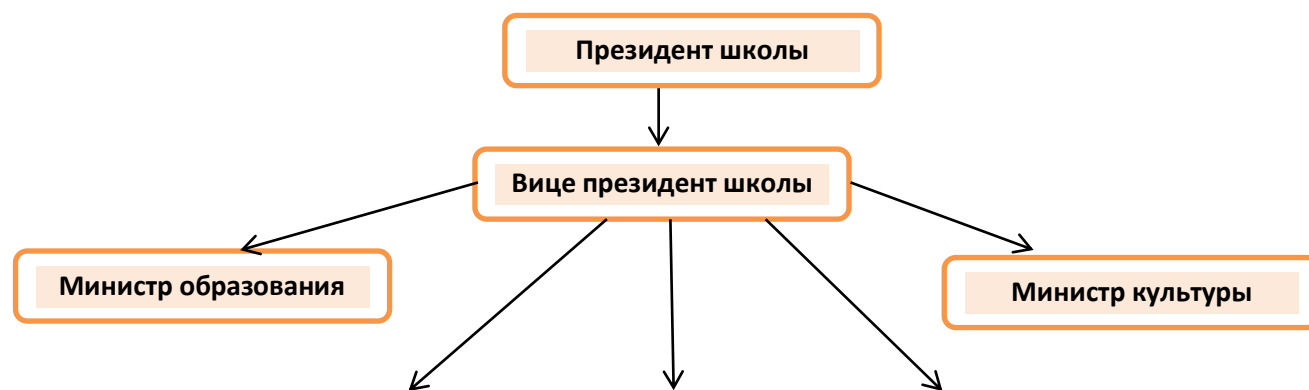 Президент школы
Вице президент школы
Министр образования
Министр культуры